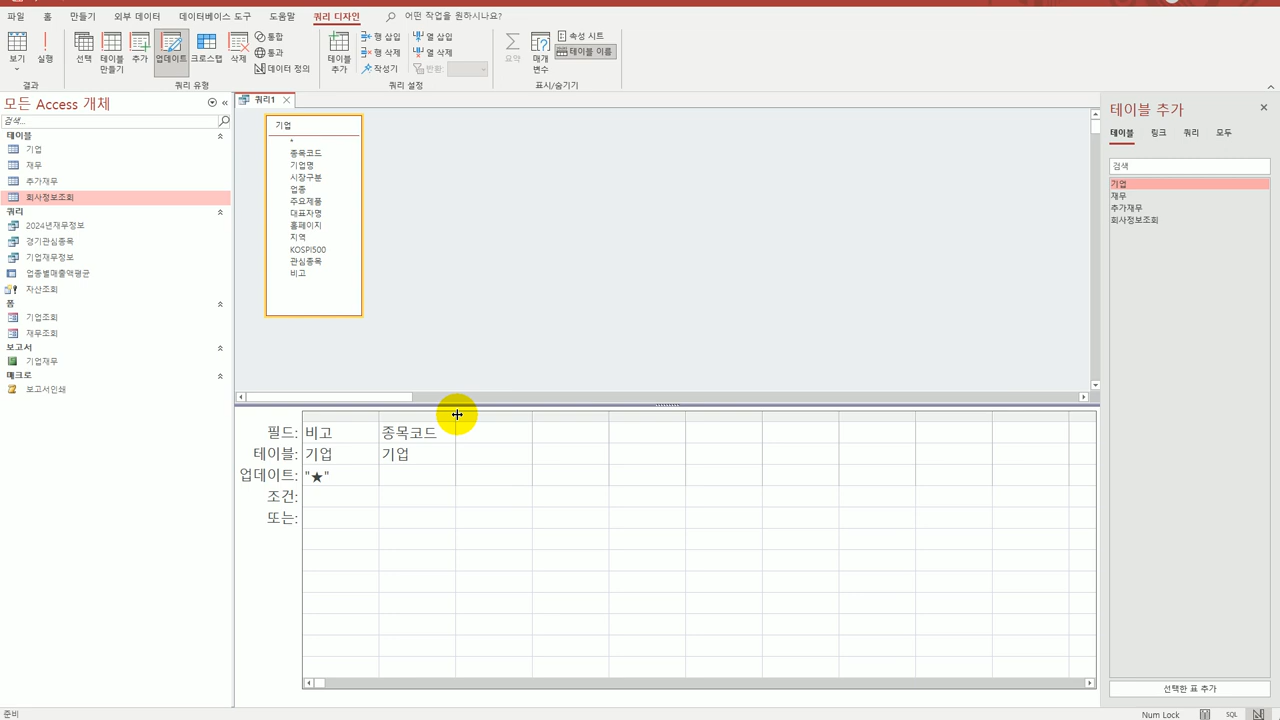 파일 홈 만들기 외부 데이터 데이터베이스 도구 도움말 쿼리 디자인 어떤 작업을 원하시나요?
보기 실행 선택 테이블 만들기 추가 업데이트 크로스탭 삭제 통합 통과 데이터 정의 테이블 추가 행 삽입 행 삭제 작성기 열 삽입 열 삭제 반환: 요약 매개 변수 속성 시트 테이블 이름
결과 쿼리 유형 쿼리 설정 표시/숨기기
모든 Access 개체
검색...
테이블
기업
재무
추가재무
회사정보조회
쿼리
2024년재무정보
경기관심종목
기업재무정보
업종별매출액평균
자산조회
폼
기업조회
재무조회
보고서
기업재무
매크로
보고서인쇄
쿼리1
기업
*
종목코드
기업명
시장구분
업종
주요제품
대표자명
홈페이지
지역
KOSPI500
관심종목
비고
필드: 비고 종목코드
테이블: 기업 기업
업데이트: "★"
조건:
또는:
테이블 추가
테이블 링크 쿼리 모두
검색
기업
재무
추가재무
회사정보조회
선택한 표 추가
준비
Num Lock
SQL